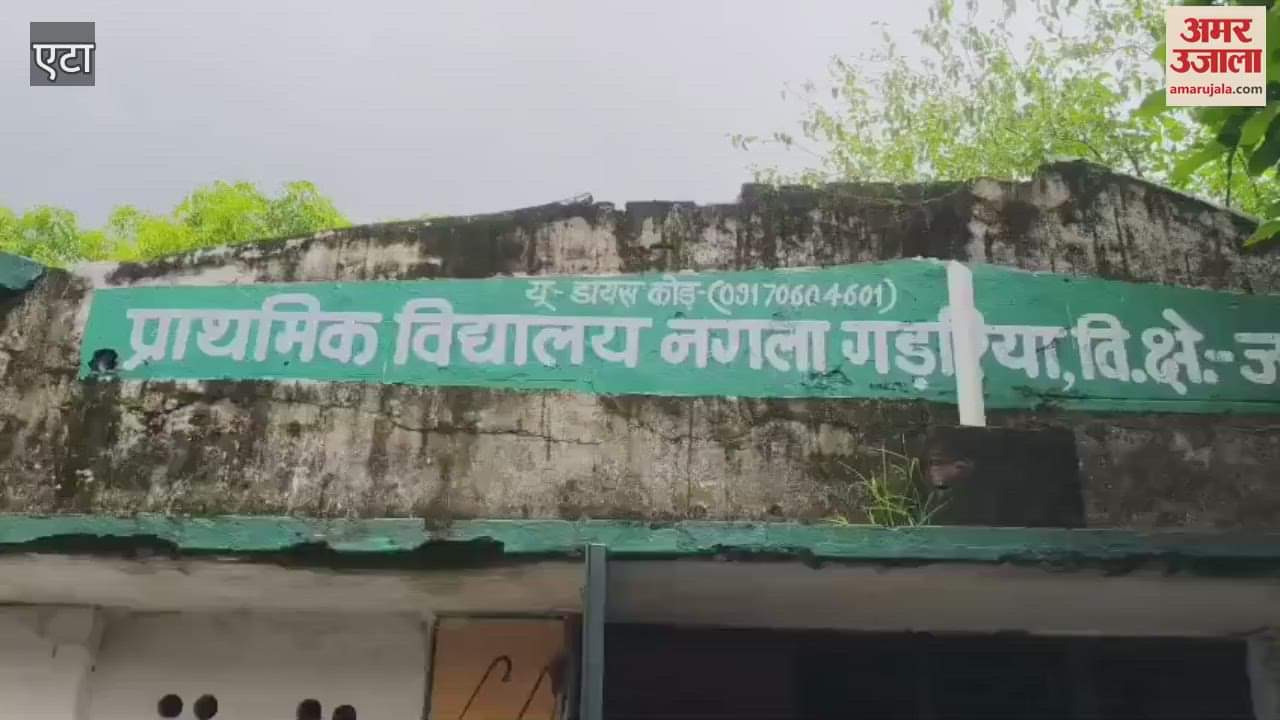 एटा
अमर
उजाला
amarujala.com
यू- डायस कोड-(09170604601)
प्राथमिक विद्यालय नगला गड़रिया,वि.क्षे:-